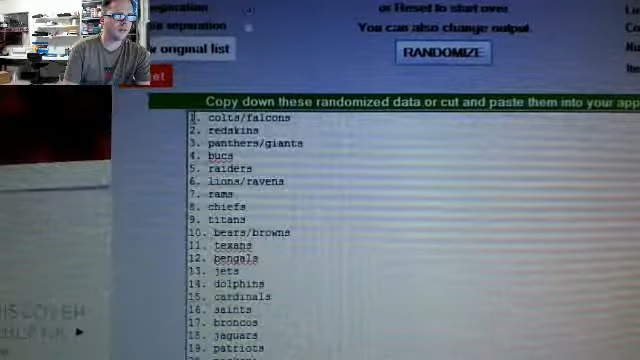 or Reset to start over
separation
You can also change output
original list
RANDOMIZE
Copy down these randomized data or cut and paste them into your app
1. colts/falcons
2. redskins
3. panthers/giants
4. bucs
5. raiders
6. lions/ravens
7. rams
8. chiefs
9. titans
10. bears/browns
11. texans
12. bengals
13. jets
14. dolphins
15. cardinals
16. saints
17. broncos
18. jaguars
19. patriots